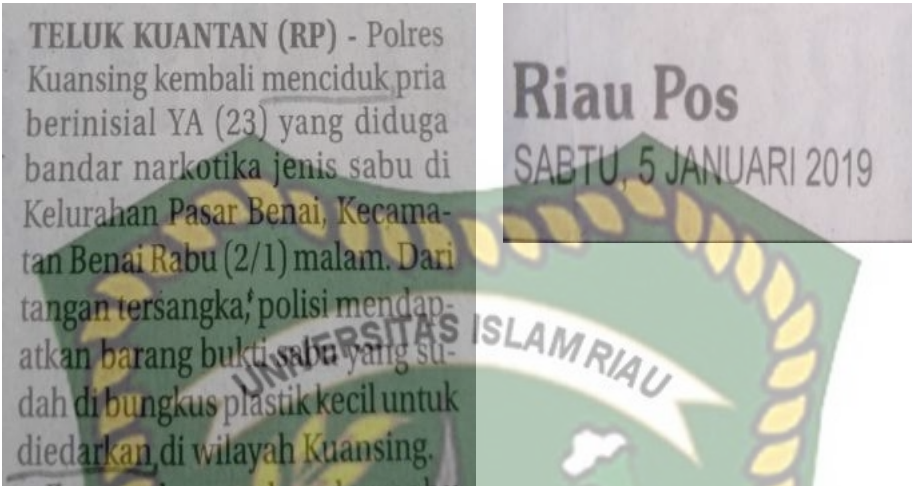 TELUK KUANTAN (RP) - Polres
Kuansing kembali menciduk pria
berinisial YA (23) yang diduga
bandar narkotika jenis sabu di
Kelurahan Pasar Benai, Kecama-
tan Benai Rabu (2/1) malam. Dari
tangan tersangka, polisi mendap-
atkan barang bukti sabu yang su-
dah di bungkus plastik kecil untuk
diedarkan di wilayah Kuansing.
Riau Pos
SABTU, 5 JANUARI 2019
UNIVERSITAS ISLAM RIAU